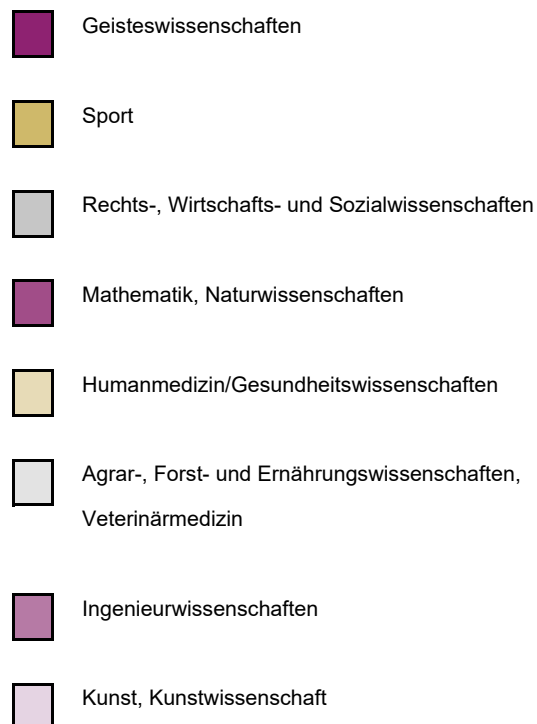 Geisteswissenschaften
Sport
Rechts-, Wirtschafts- und Sozialwissenschaften
Mathematik, Naturwissenschaften
Humanmedizin/Gesundheitswissenschaften
Agrar-, Forst- und Ernährungswissenschaften,
Veterinärmedizin
Ingenieurwissenschaften
Kunst, Kunstwissenschaft